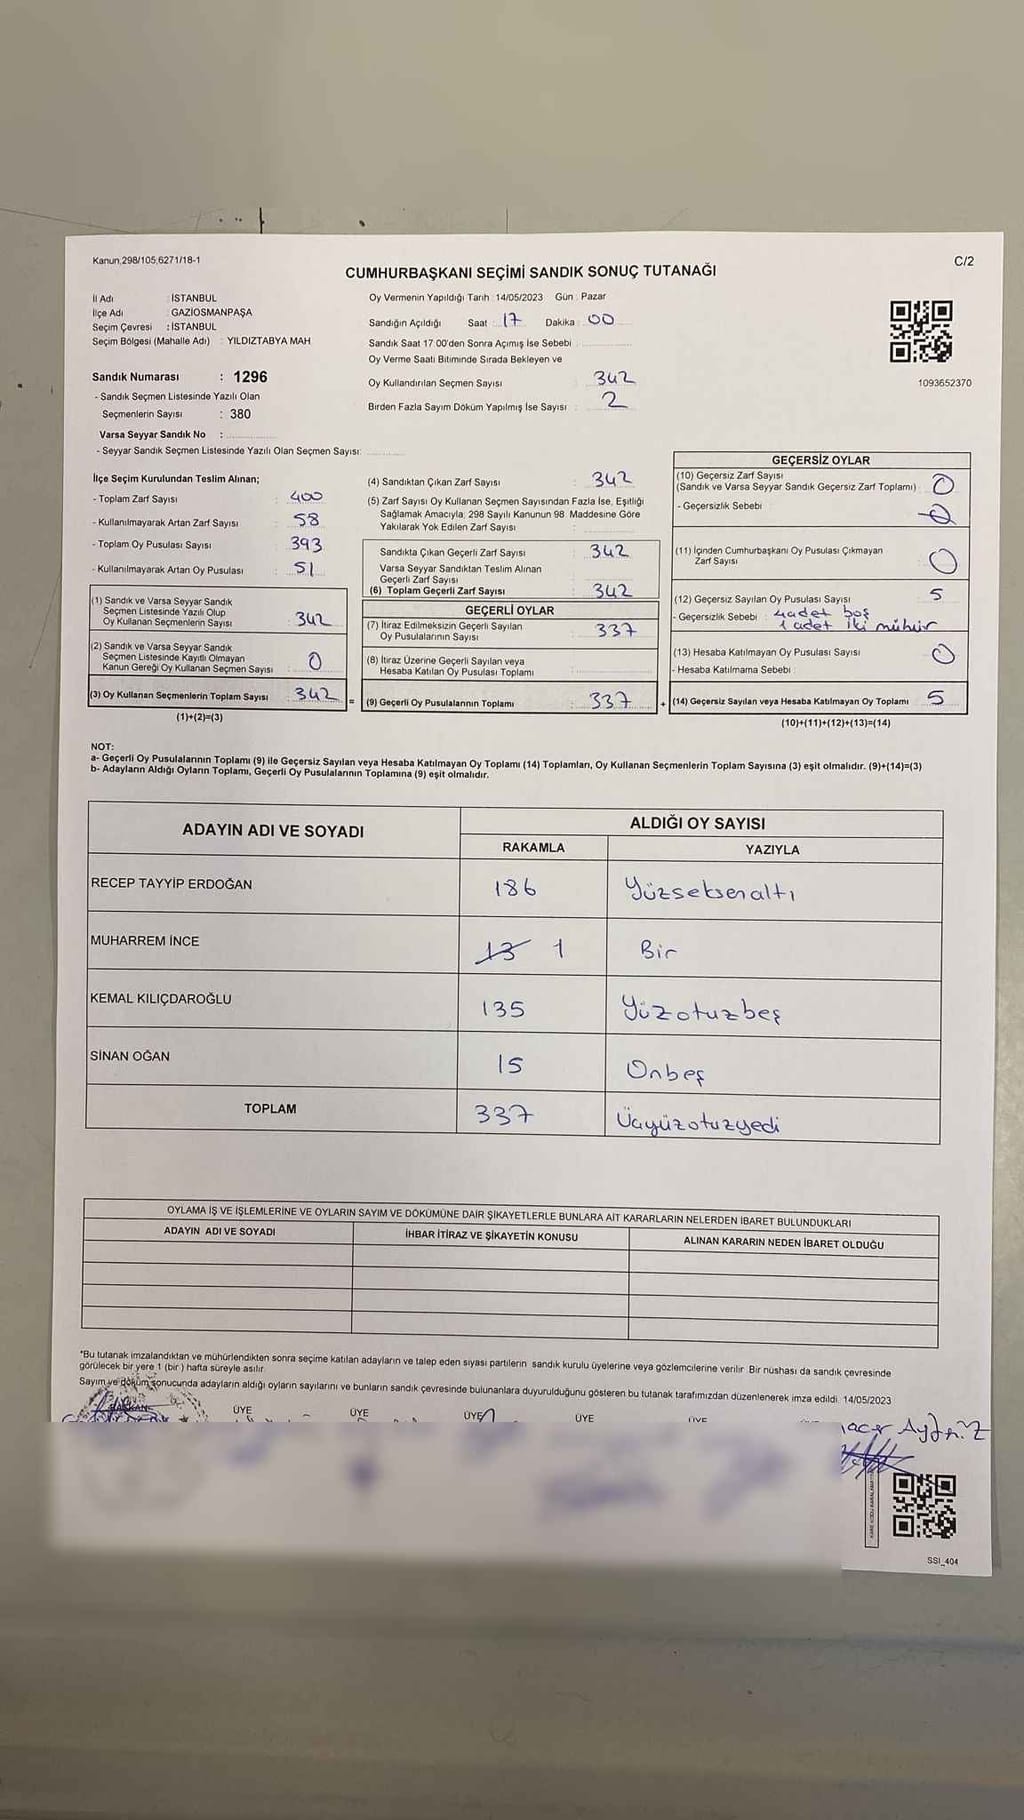 Kanun;298/105;6271/18-1
C/2
CUMHURBAŞKANI SEÇİMİ SANDIK SONUÇ TUTANAĞI
İl Adı : İSTANBUL
İlçe Adı : GAZİOSMANPAŞA
Seçim Çevresi : İSTANBUL
Seçim Bölgesi (Mahalle Adı) : YILDIZTABYA MAH
Sandık Numarası : 1296
- Sandık Seçmen Listesinde Yazılı Olan
Seçmenlerin Sayısı : 380
Varsa Seyyar Sandık No :
- Seyyar Sandık Seçmen Listesinde Yazılı Olan Seçmen Sayısı:
Oy Vermenin Yapıldığı Tarih : 14/05/2023 Gün : Pazar
Sandığın Açıldığı Saat : 17 Dakika : 00
Sandık Saat 17:00'den Sonra Açımış İse Sebebi
Oy Verme Saati Bitiminde Sırada Bekleyen ve
Oy Kullandırılan Seçmen Sayısı : 342
Birden Fazla Sayım Döküm Yapılmış İse Sayısı : 2
1093652370
İlçe Seçim Kurulundan Teslim Alınan;
- Toplam Zarf Sayısı : 400
- Kullanılmayarak Artan Zarf Sayısı : 58
- Toplam Oy Pusulası Sayısı : 393
- Kullanılmayarak Artan Oy Pusulası : 51
(1) Sandık ve Varsa Seyyar Sandık
Seçmen Listesinde Yazılı Olup
Oy Kullanan Seçmenlerin Sayısı : 342
(2) Sandık ve Varsa Seyyar Sandık
Seçmen Listesinde Kayıtlı Olmayan
Kanun Gereği Oy Kullanan Seçmen Sayısı : 0
(3) Oy Kullanan Seçmenlerin Toplam Sayısı : 342
(1)+(2)=(3)
(4) Sandıktan Çıkan Zarf Sayısı : 342
(5) Zarf Sayısı Oy Kullanan Seçmen Sayısından Fazla İse, Eşitliği
Sağlamak Amacıyla, 298 Sayılı Kanunun 98. Maddesine Göre
Yakılarak Yok Edilen Zarf Sayısı :
Sandıkta Çıkan Geçerli Zarf Sayısı : 342
Varsa Seyyar Sandıktan Teslim Alınan
Geçerli Zarf Sayısı :
(6) Toplam Geçerli Zarf Sayısı : 342
GEÇERLİ OYLAR
(7) İtiraz Edilmeksizin Geçerli Sayılan
Oy Pusulalarının Sayısı : 337
(8) İtiraz Üzerine Geçerli Sayılan veya
Hesaba Katılan Oy Pusulası Toplamı :
= (9) Geçerli Oy Pusulalarının Toplamı : 337
GEÇERSİZ OYLAR
(10) Geçersiz Zarf Sayısı
(Sandık ve Varsa Seyyar Sandık Geçersiz Zarf Toplamı) : 0
- Geçersizlik Sebebi : 0
(11) İçinden Cumhurbaşkanı Oy Pusulası Çıkmayan
Zarf Sayısı : 0
(12) Geçersiz Sayılan Oy Pusulası Sayısı : 5
- Geçersizlik Sebebi : 4 adet boş
1 adet iki mühür
(13) Hesaba Katılmayan Oy Pusulası Sayısı : 0
- Hesaba Katılmama Sebebi :
+ (14) Geçersiz Sayılan veya Hesaba Katılmayan Oy Toplamı : 5
(10)+(11)+(12)+(13)=(14)
NOT:
a- Geçerli Oy Pusulalarının Toplamı (9) ile Geçersiz Sayılan veya Hesaba Katılmayan Oy Toplamı (14) Toplamları, Oy Kullanan Seçmenlerin Toplam Sayısına (3) eşit olmalıdır. (9)+(14)=(3)
b- Adayların Aldığı Oyların Toplamı, Geçerli Oy Pusulalarının Toplamına (9) eşit olmalıdır.
ADAYIN ADI VE SOYADI ALDIĞI OY SAYISI
RAKAMLA YAZIYLA
RECEP TAYYİP ERDOĞAN 186 Yüzseksenaltı
MUHARREM İNCE 13 1 Bir
KEMAL KILIÇDAROĞLU 135 Yüzotuzbeş
SİNAN OĞAN 15 Onbeş
TOPLAM 337 Üçyüzotuzyedi
OYLAMA İŞ VE İŞLEMLERİNE VE OYLARIN SAYIM VE DÖKÜMÜNE DAİR ŞİKAYETLERLE BUNLARA AİT KARARLARIN NELERDEN İBARET BULUNDUKLARI
ADAYIN ADI VE SOYADI İHBAR İTİRAZ VE ŞİKAYETİN KONUSU ALINAN KARARIN NEDEN İBARET OLDUĞU
*Bu tutanak imzalandıktan ve mühürlendikten sonra seçime katılan adayların ve talep eden siyasi partilerin sandık kurulu üyelerine veya gözlemcilerine verilir. Bir nüshası da sandık çevresinde
görülecek bir yere 1 (bir) hafta süreyle asılır.
Sayım ve döküm sonucunda adayların aldığı oyların sayılarını ve bunların sandık çevresinde bulunanlara duyurulduğunu gösteren bu tutanak tarafımızdan düzenlenerek imza edildi. 14/05/2023
BAŞKAN ÜYE ÜYE ÜYE ÜYE ÜYE
SSI_404